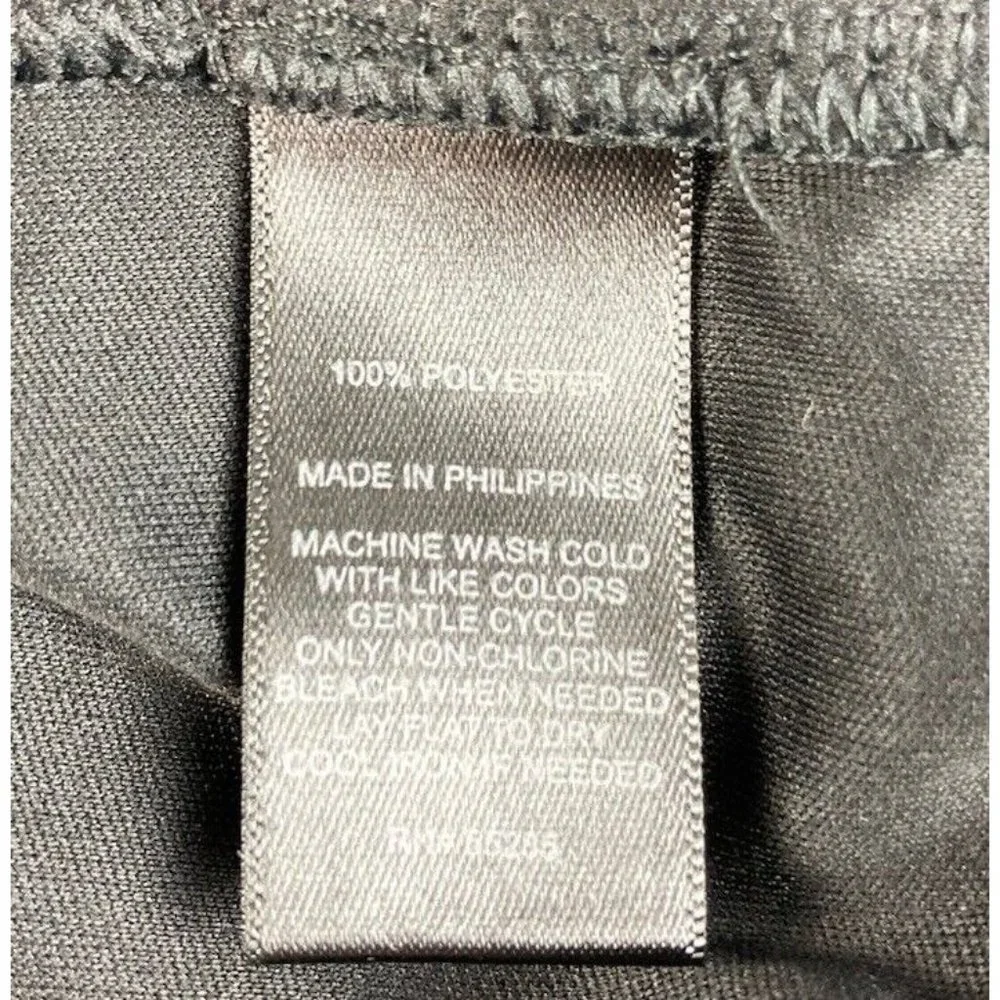 100% POLYESTER
MADE IN PHILIPPINES
MACHINE WASH COLD
WITH LIKE COLORS
GENTLE CYCLE
ONLY NON-CHLORINE
BLEACH WHEN NEEDED
LAY FLAT TO DRY
COOL IRON IF NEEDED
RN#